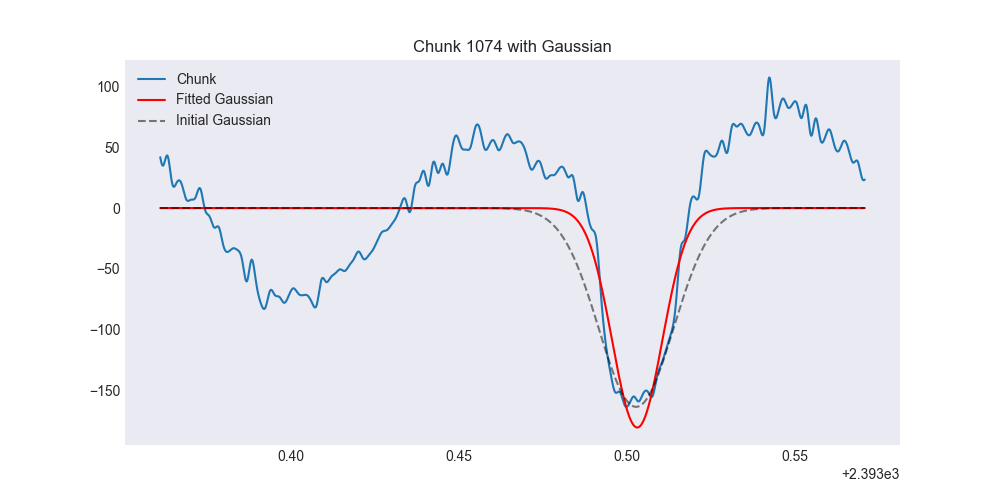 Chunk 1074 with Gaussian
Chunk
Fitted Gaussian
Initial Gaussian
100
50
0
−50
−100
−150
0.40 0.45 0.50 0.55
+2.393e3